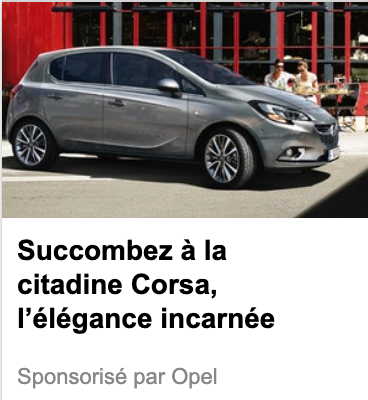 Succombez à la
citadine Corsa,
l’élégance incarnée
Sponsorisé par Opel